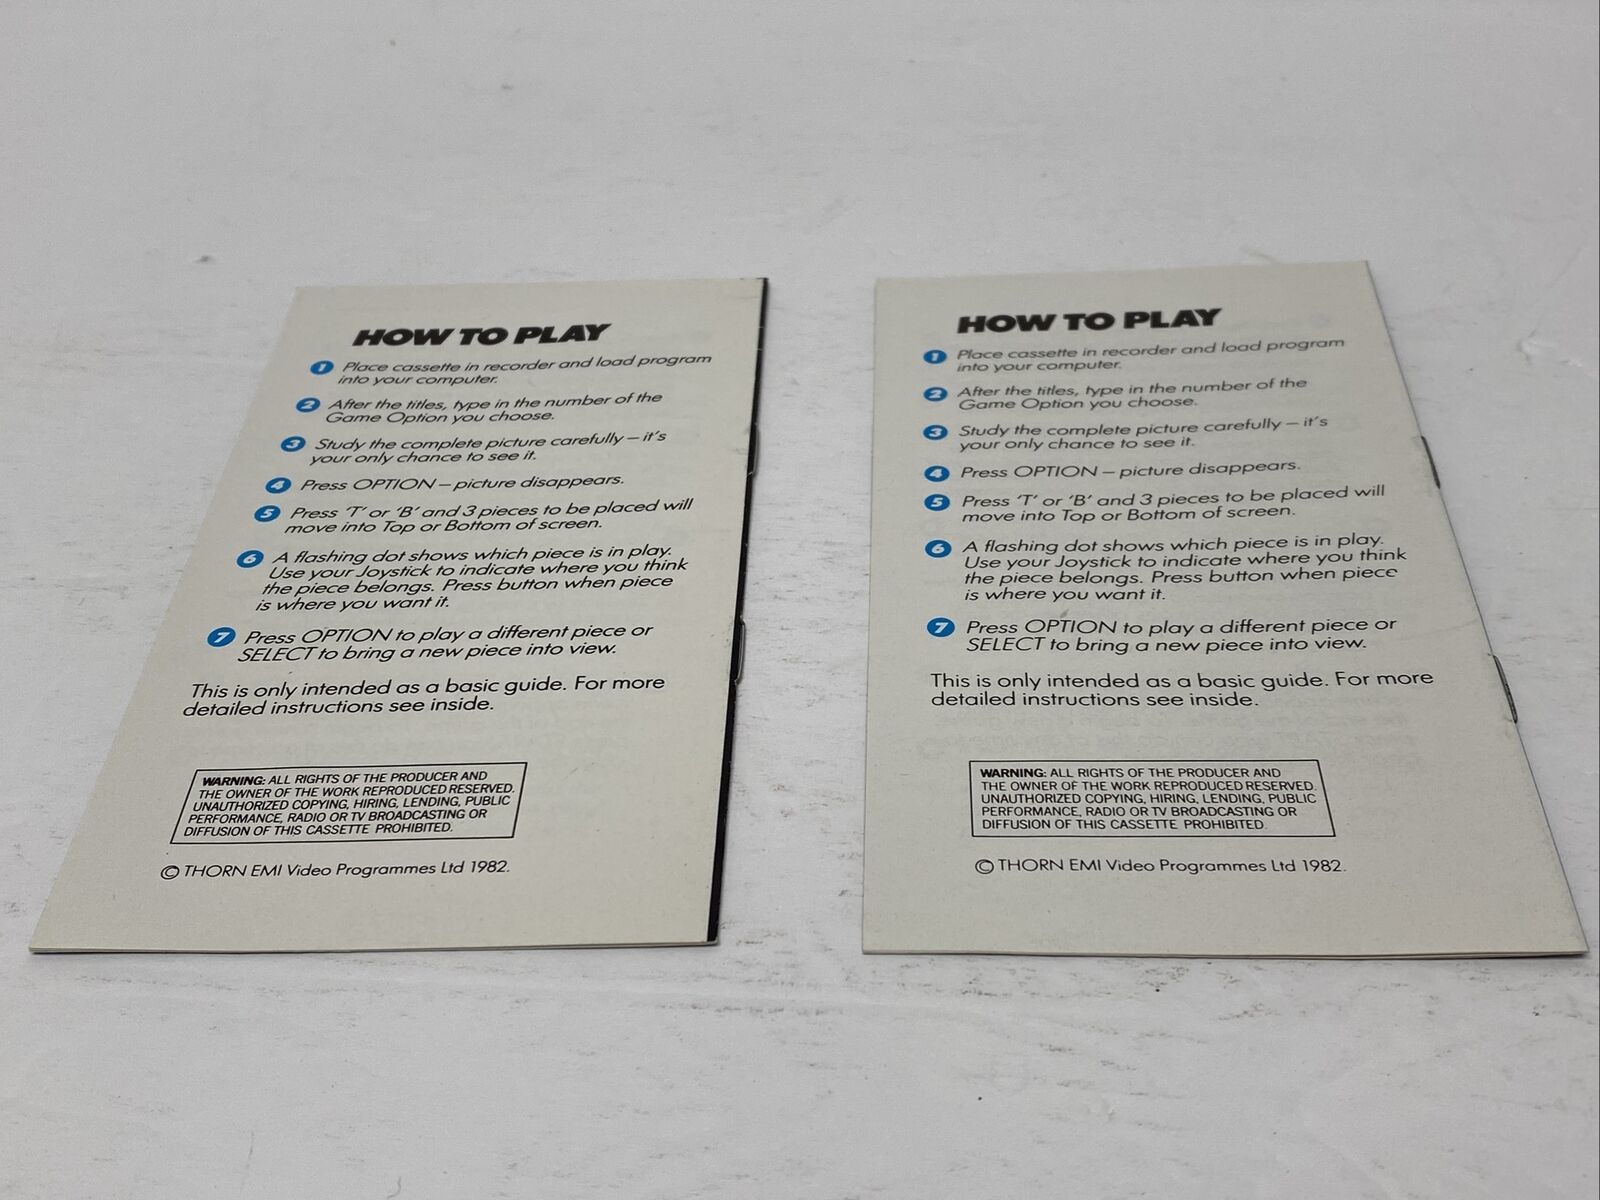 HOW TO PLAY
1 Place cassette in recorder and load program
into your computer.
2 After the titles, type in the number of the
Game Option you choose.
3 Study the complete picture carefully – it's
your only chance to see it.
4 Press OPTION – picture disappears.
5 Press 'T' or 'B' and 3 pieces to be placed will
move into Top or Bottom of screen.
6 A flashing dot shows which piece is in play.
Use your Joystick to indicate where you think
the piece belongs. Press button when piece
is where you want it.
7 Press OPTION to play a different piece or
SELECT to bring a new piece into view.
This is only intended as a basic guide. For more
detailed instructions see inside.
WARNING: ALL RIGHTS OF THE PRODUCER AND
THE OWNER OF THE WORK REPRODUCED RESERVED.
UNAUTHORIZED COPYING, HIRING, LENDING, PUBLIC
PERFORMANCE, RADIO OR TV BROADCASTING OR
DIFFUSION OF THIS CASSETTE PROHIBITED.
© THORN EMI Video Programmes Ltd 1982.
HOW TO PLAY
1 Place cassette in recorder and load program
into your computer.
2 After the titles, type in the number of the
Game Option you choose.
3 Study the complete picture carefully – it's
your only chance to see it.
4 Press OPTION – picture disappears.
5 Press 'T' or 'B' and 3 pieces to be placed will
move into Top or Bottom of screen.
6 A flashing dot shows which piece is in play.
Use your Joystick to indicate where you think
the piece belongs. Press button when piece
is where you want it.
7 Press OPTION to play a different piece or
SELECT to bring a new piece into view.
This is only intended as a basic guide. For more
detailed instructions see inside.
WARNING: ALL RIGHTS OF THE PRODUCER AND
THE OWNER OF THE WORK REPRODUCED RESERVED.
UNAUTHORIZED COPYING, HIRING, LENDING, PUBLIC
PERFORMANCE, RADIO OR TV BROADCASTING OR
DIFFUSION OF THIS CASSETTE PROHIBITED.
© THORN EMI Video Programmes Ltd 1982.